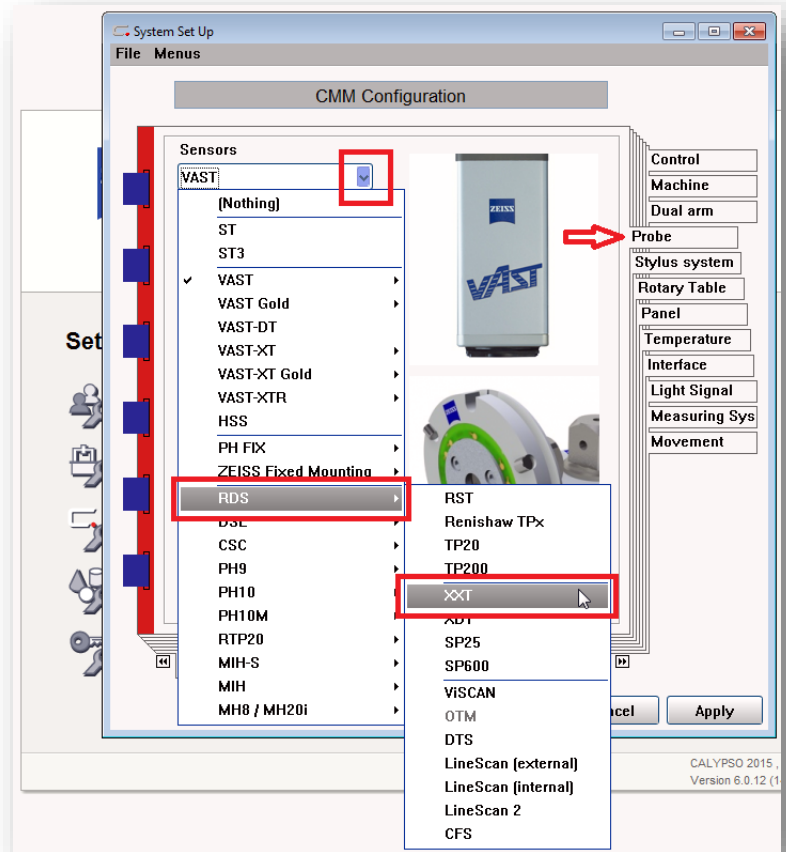 System Set Up
File Menus
CMM Configuration
Sensors
VAST
(Nothing)
ST
ST3
VAST
VAST Gold
VAST-DT
VAST-XT
VAST-XT Gold
VAST-XTR
HSS
PH FIX
ZEISS Fixed Mounting
RDS
DSE
CSC
PH9
PH10
PH10M
RTP20
MIH-S
MIH
MH8 / MH20i
RST
Renishaw TPx
TP20
TP200
XXT
XDT
SP25
SP600
ViSCAN
OTM
DTS
LineScan (external)
LineScan (internal)
LineScan 2
CFS
ZEISS
VAST
Control
Machine
Dual arm
Probe
Stylus system
Rotary Table
Panel
Temperature
Interface
Light Signal
Measuring Sys
Movement
Set
ncel
Apply
CALYPSO 2015 ,
Version 6.0.12 (1